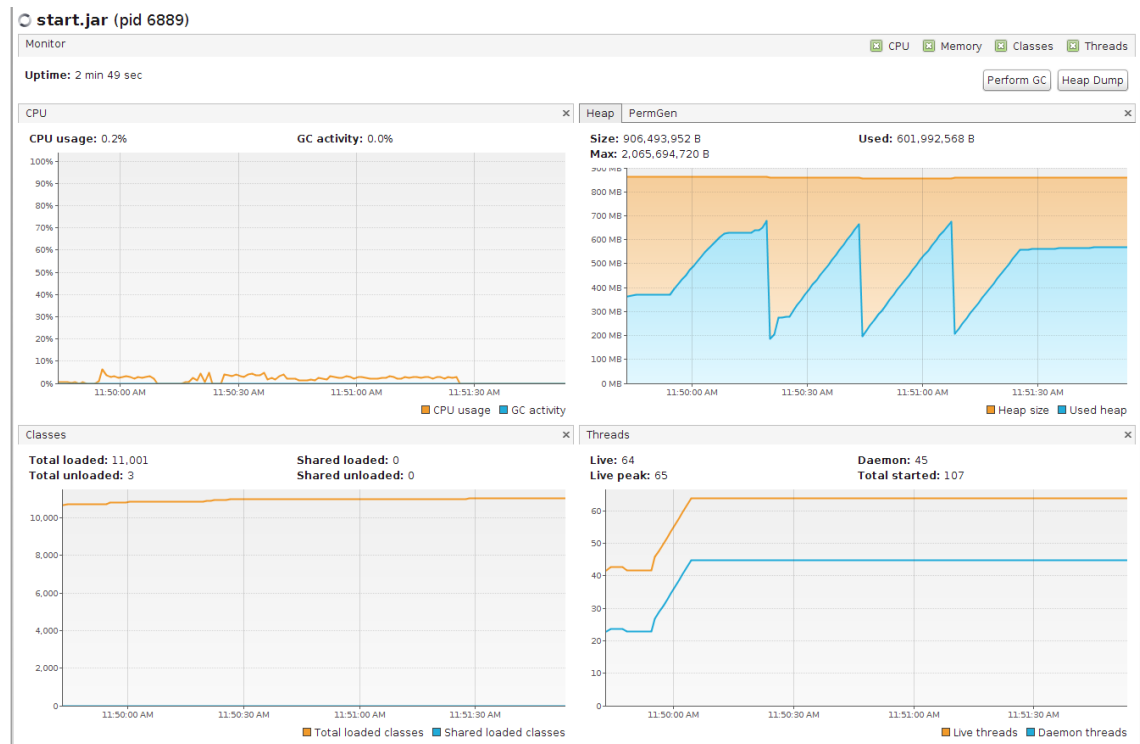 start.jar (pid 6889)
Monitor
CPU Memory Classes Threads
Uptime: 2 min 49 sec
Perform GC Heap Dump
CPU
CPU usage: 0.2% GC activity: 0.0%
100%
90%
80%
70%
60%
50%
40%
30%
20%
10%
0%
11:50:00 AM 11:50:30 AM 11:51:00 AM 11:51:30 AM
CPU usage GC activity
Heap PermGen
Size: 906,493,952 B Used: 601,992,568 B
Max: 2,065,694,720 B
900 MB
800 MB
700 MB
600 MB
500 MB
400 MB
300 MB
200 MB
100 MB
0 MB
11:50:00 AM 11:50:30 AM 11:51:00 AM 11:51:30 AM
Heap size Used heap
Classes
Total loaded: 11,001 Shared loaded: 0
Total unloaded: 3 Shared unloaded: 0
10,000
8,000
6,000
4,000
2,000
0
11:50:00 AM 11:50:30 AM 11:51:00 AM 11:51:30 AM
Total loaded classes Shared loaded classes
Threads
Live: 64 Daemon: 45
Live peak: 65 Total started: 107
60
50
40
30
20
10
0
11:50:00 AM 11:50:30 AM 11:51:00 AM 11:51:30 AM
Live threads Daemon threads